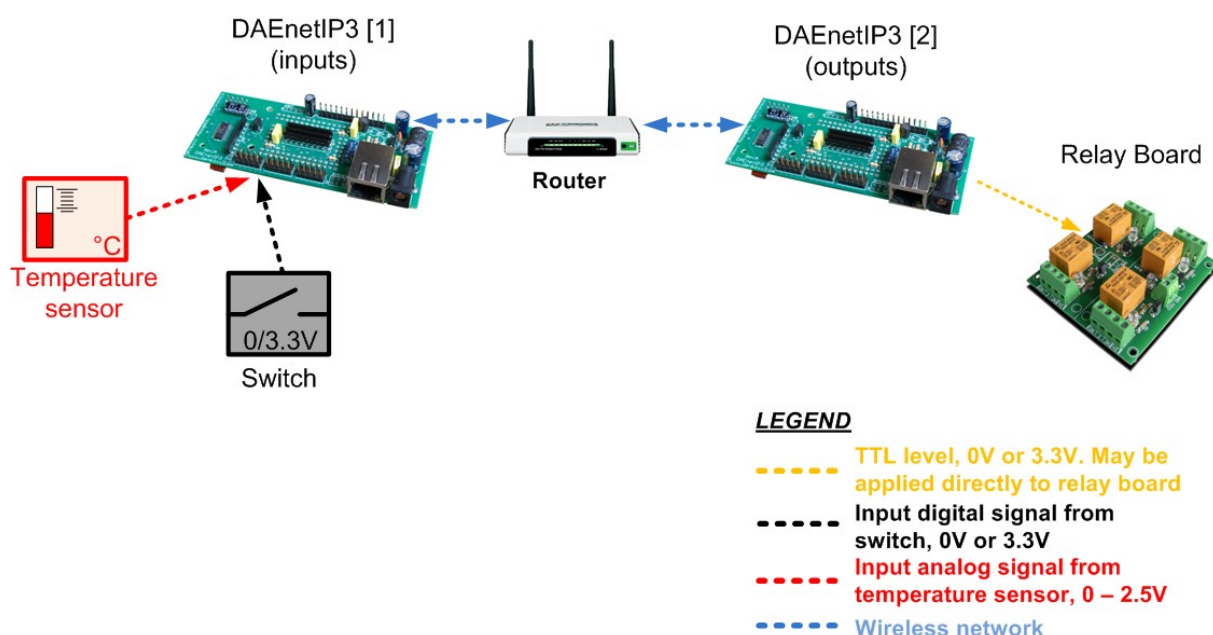 DAEnetIP3 [1]
(inputs)
DAEnetIP3 [2]
(outputs)
Router
Relay Board
°C
Temperature
sensor
0/3.3V
Switch
LEGEND
TTL level, 0V or 3.3V. May be
applied directly to relay board
Input digital signal from
switch, 0V or 3.3V
Input analog signal from
temperature sensor, 0 – 2.5V
Wireless network